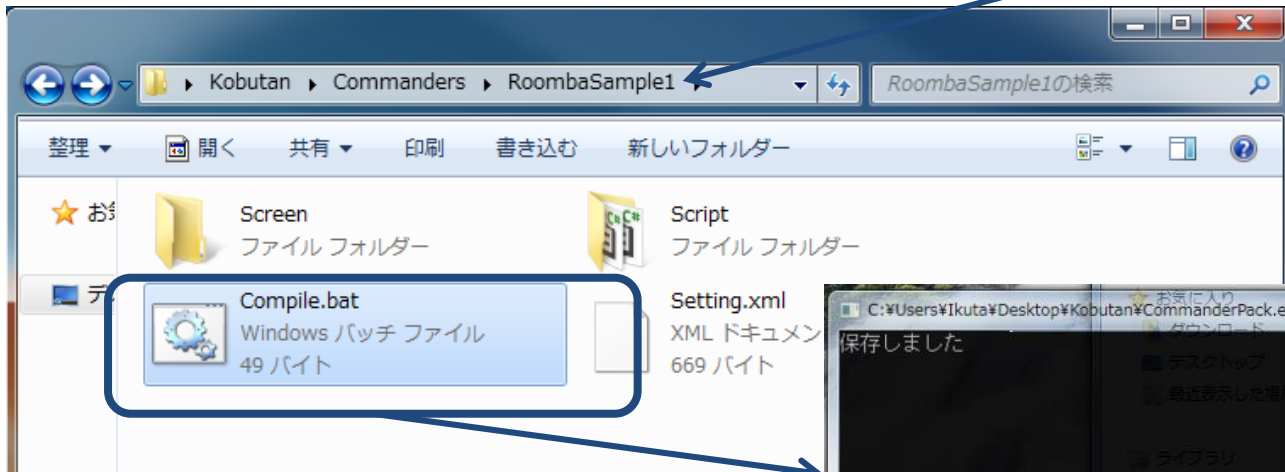 Kobutan ▸ Commanders ▸ RoombaSample1
RoombaSample1の検索
整理 ▼ 開く 共有 ▼ 印刷 書き込む 新しいフォルダー
お気
Screen
ファイル フォルダー
Script
C# C#
ファイル フォルダー
デ
Compile.bat
Windows バッチ ファイル
49 バイト
Setting.xml
XML ドキュメン
669 バイト
C:¥Users¥Ikuta¥Desktop¥Kobutan¥CommanderPack.e
保存しました
お気に入り
ダウンロード
デスクトップ
最近表示した場
ライブラリ